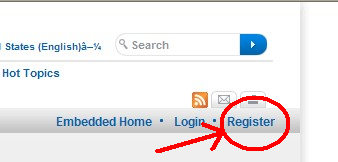 States (English)â–¼
Search
Hot Topics
Embedded Home • Login • Register